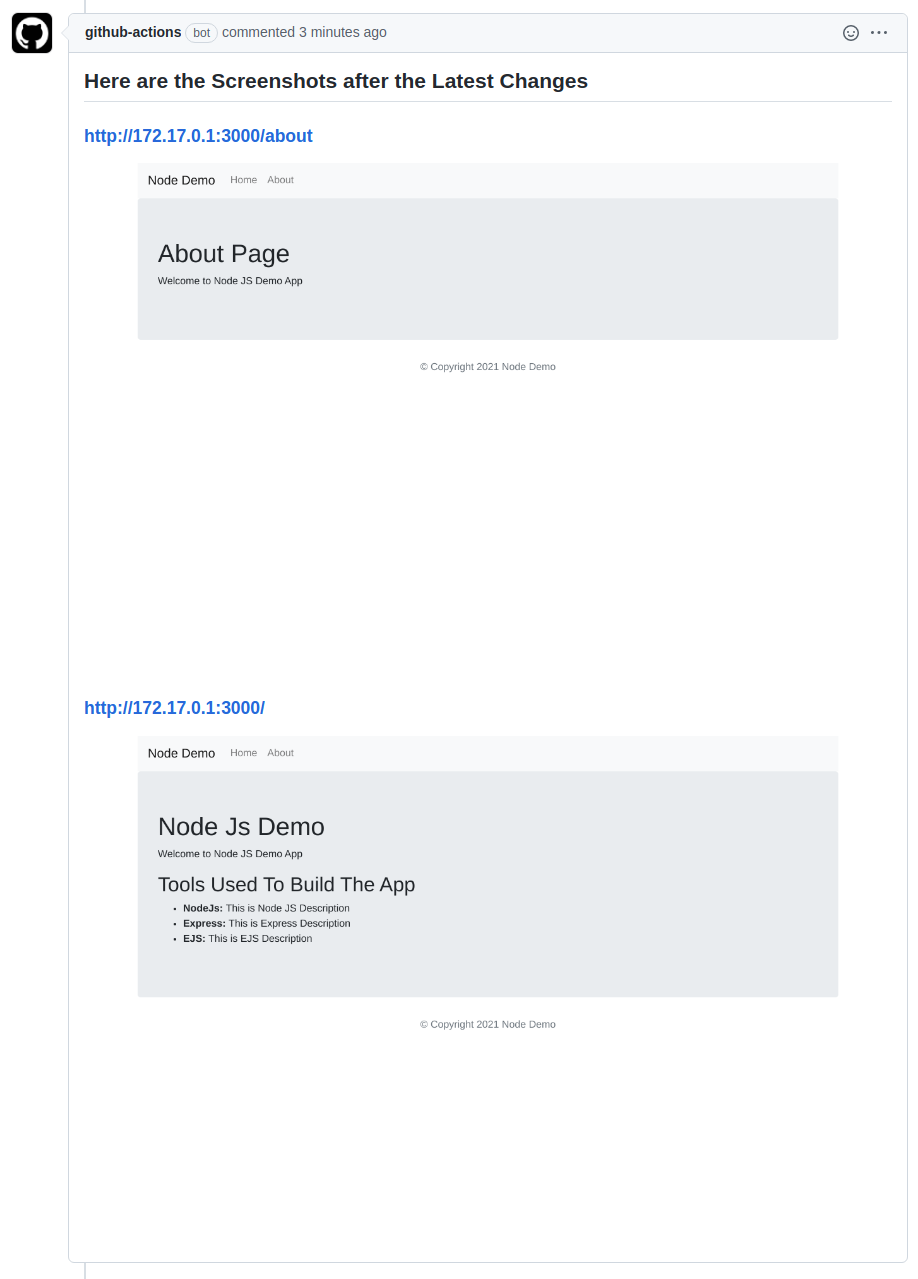 github-actions bot commented 3 minutes ago
Here are the Screenshots after the Latest Changes
http://172.17.0.1:3000/about
Node Demo Home About
About Page
Welcome to Node JS Demo App
© Copyright 2021 Node Demo
http://172.17.0.1:3000/
Node Demo Home About
Node Js Demo
Welcome to Node JS Demo App
Tools Used To Build The App
• NodeJs: This is Node JS Description
• Express: This is Express Description
• EJS: This is EJS Description
© Copyright 2021 Node Demo